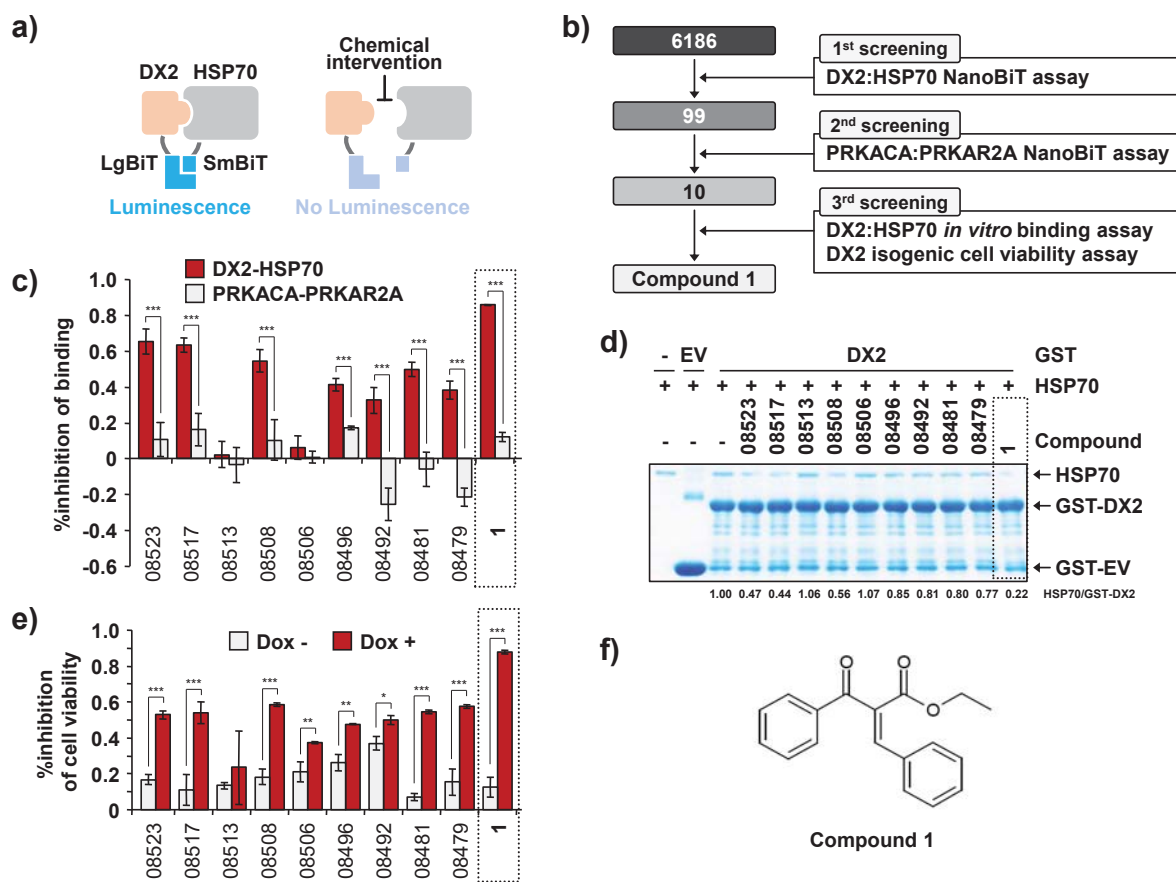 a)
Chemical
intervention
DX2 HSP70
LgBiT SmBiT
Luminescence No Luminescence
b)
6186
1st screening
DX2:HSP70 NanoBiT assay
99
2nd screening
PRKACA:PRKAR2A NanoBiT assay
10
3rd screening
DX2:HSP70 in vitro binding assay
DX2 isogenic cell viability assay
Compound 1
c)
DX2-HSP70
PRKACA-PRKAR2A
%inhibition of binding
1.0
0.8
0.6
0.4
0.2
0
-0.2
-0.4
-0.6
*** *** *** *** *** *** *** ***
08523 08517 08513 08508 08506 08496 08492 08481 08479 1
d)
- EV DX2 GST
+ + + + + + + + + + + + + HSP70
- - - 08523 08517 08513 08508 08506 08496 08492 08481 08479 1 Compound
HSP70
GST-DX2
GST-EV
1.00 0.47 0.44 1.06 0.56 1.07 0.85 0.81 0.80 0.77 0.22 HSP70/GST-DX2
e)
Dox - Dox +
%inhibition
of cell viability
1.0
0.8
0.6
0.4
0.2
0
*** *** *** ** ** * *** *** ***
08523 08517 08513 08508 08506 08496 08492 08481 08479 1
f)
O O
O
Compound 1